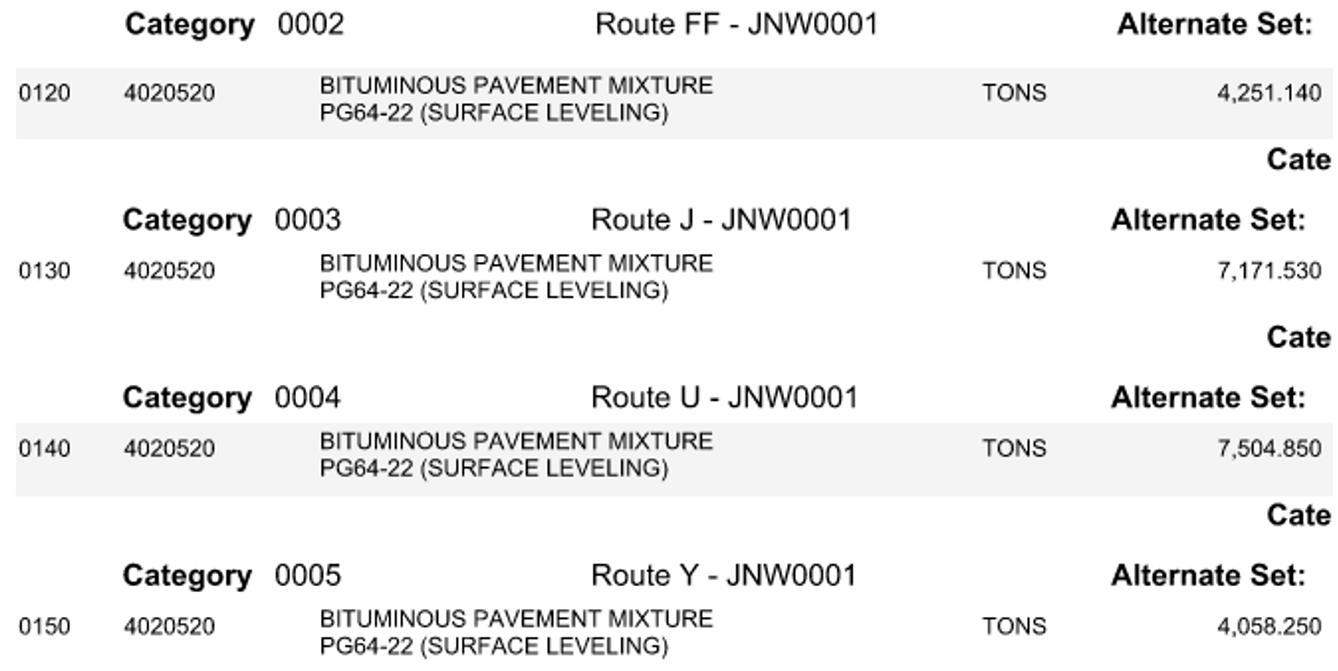 Category 0002 Route FF - JNW0001 Alternate Set:
0120 4020520 BITUMINOUS PAVEMENT MIXTURE TONS 4,251.140
PG64-22 (SURFACE LEVELING)
Cate
Category 0003 Route J - JNW0001 Alternate Set:
0130 4020520 BITUMINOUS PAVEMENT MIXTURE TONS 7,171.530
PG64-22 (SURFACE LEVELING)
Cate
Category 0004 Route U - JNW0001 Alternate Set:
0140 4020520 BITUMINOUS PAVEMENT MIXTURE TONS 7,504.850
PG64-22 (SURFACE LEVELING)
Cate
Category 0005 Route Y - JNW0001 Alternate Set:
0150 4020520 BITUMINOUS PAVEMENT MIXTURE TONS 4,058.250
PG64-22 (SURFACE LEVELING)